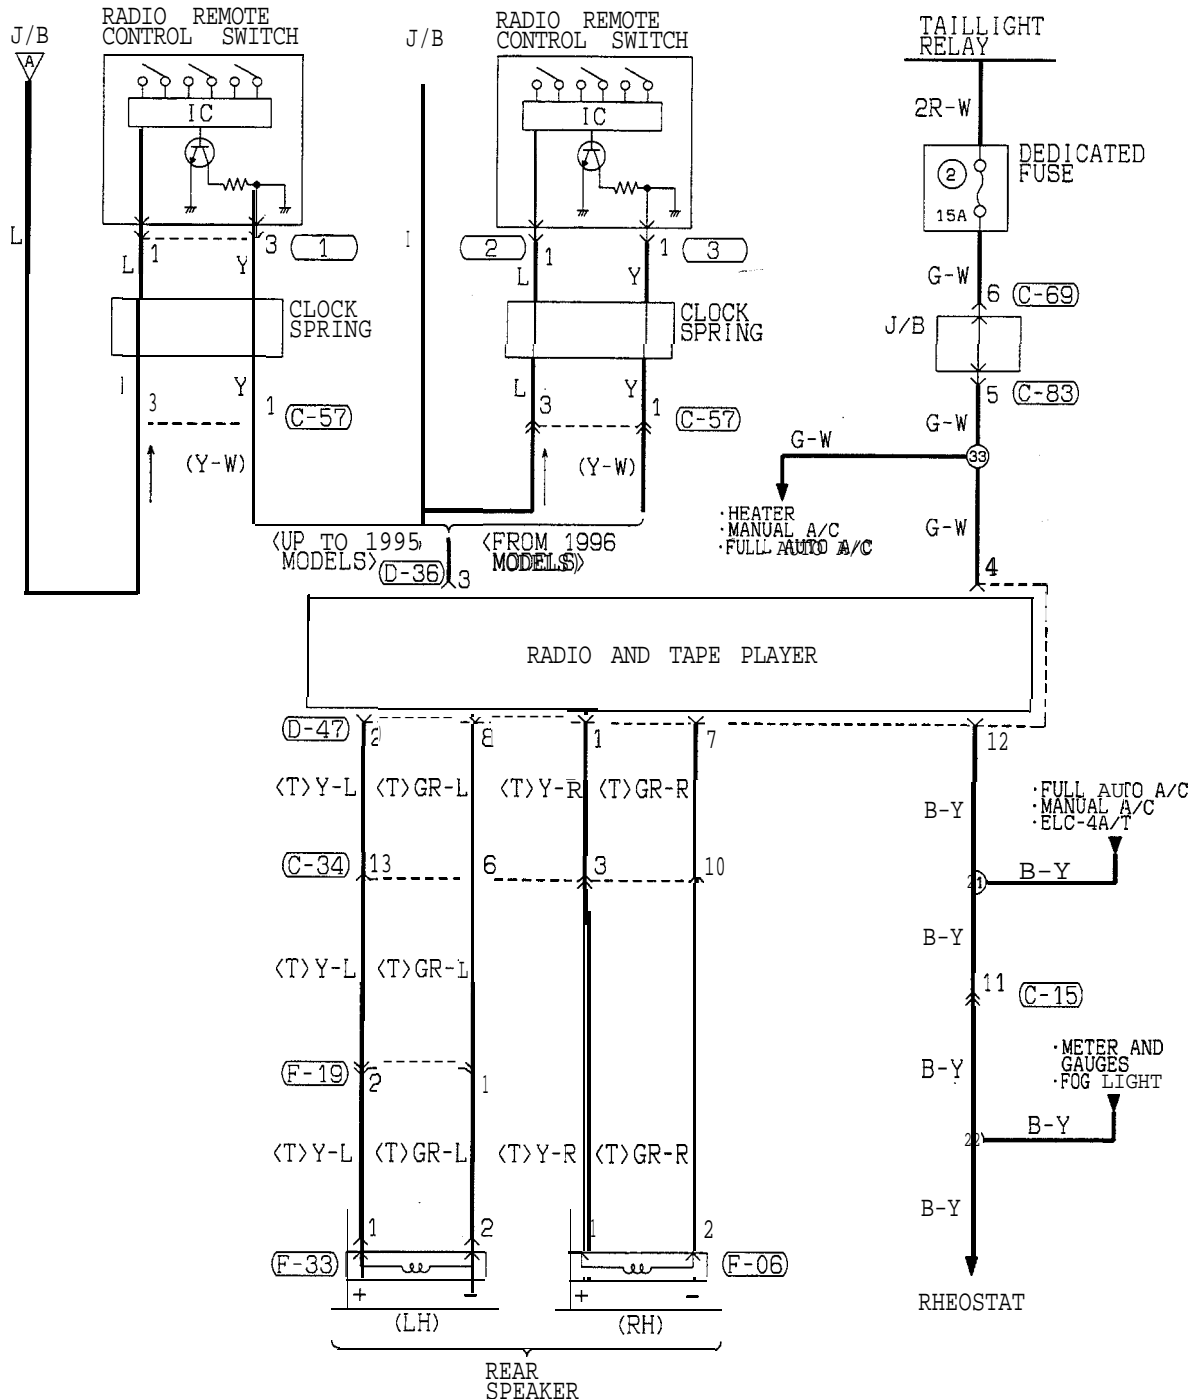 J/B
A
RADIO REMOTE
CONTROL SWITCH
IC
L
1
3
1
L
Y
CLOCK
SPRING
Y
3
1
C-57
(Y-W)
J/B
RADIO REMOTE
CONTROL SWITCH
IC
2
1
1
3
L
Y
CLOCK
SPRING
L
Y
3
1
C-57
(Y-W)
<UP TO 1995
MODELS>
<FROM 1996
MODELS>
D-36
3
TAILLIGHT
RELAY
2R-W
2
15A
DEDICATED
FUSE
G-W
6
C-69
J/B
5
C-83
G-W
33
G-W
·HEATER
·MANUAL A/C
·FULL AUTO A/C
G-W
4
RADIO AND TAPE PLAYER
D-47
2
8
1
7
12
<T>Y-L
<T>GR-L
<T>Y-R
<T>GR-R
B-Y
·FULL AUTO A/C
·MANUAL A/C
·ELC-4A/T
C-34
13
6
3
10
21
B-Y
<T>Y-L
<T>GR-L
B-Y
11
C-15
F-19
2
1
B-Y
·METER AND
GAUGES
·FOG LIGHT
22
B-Y
<T>Y-L
<T>GR-L
<T>Y-R
<T>GR-R
B-Y
1
2
1
2
F-33
F-06
+
−
+
−
(LH)
(RH)
RHEOSTAT
REAR
SPEAKER